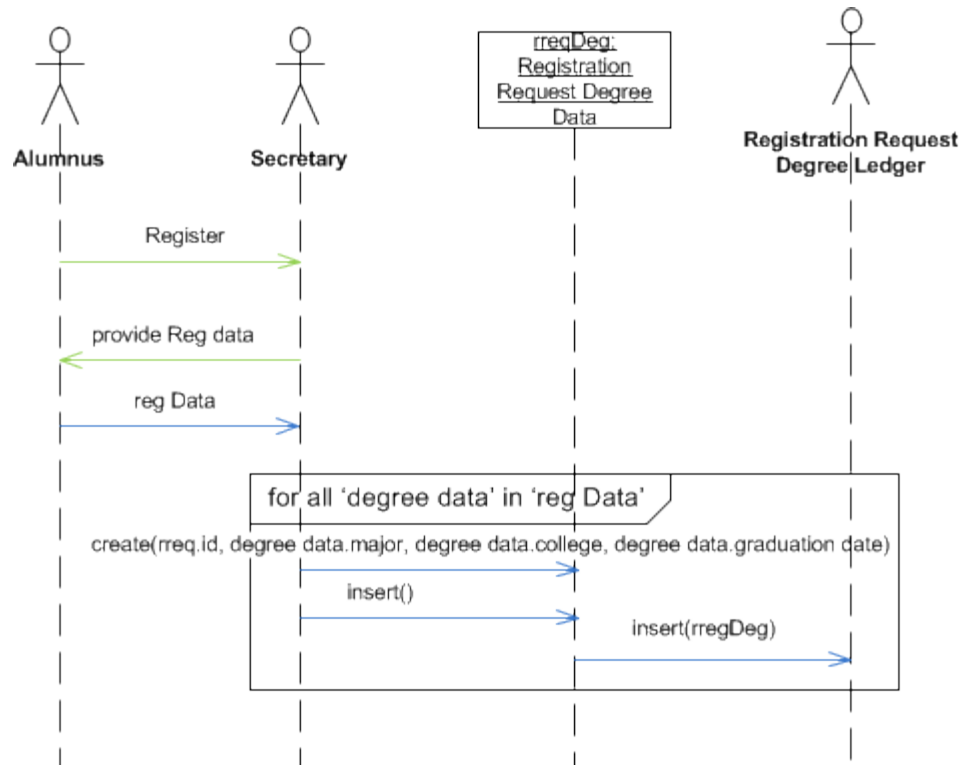 rreqDeg:
Registration
Request Degree
Data
Alumnus
Secretary
Registration Request
Degree Ledger
Register
provide Reg data
reg Data
for all ‘degree data’ in ‘reg Data’
create(rreq.id, degree data.major, degree data.college, degree data.graduation date)
insert()
insert(rregDeg)